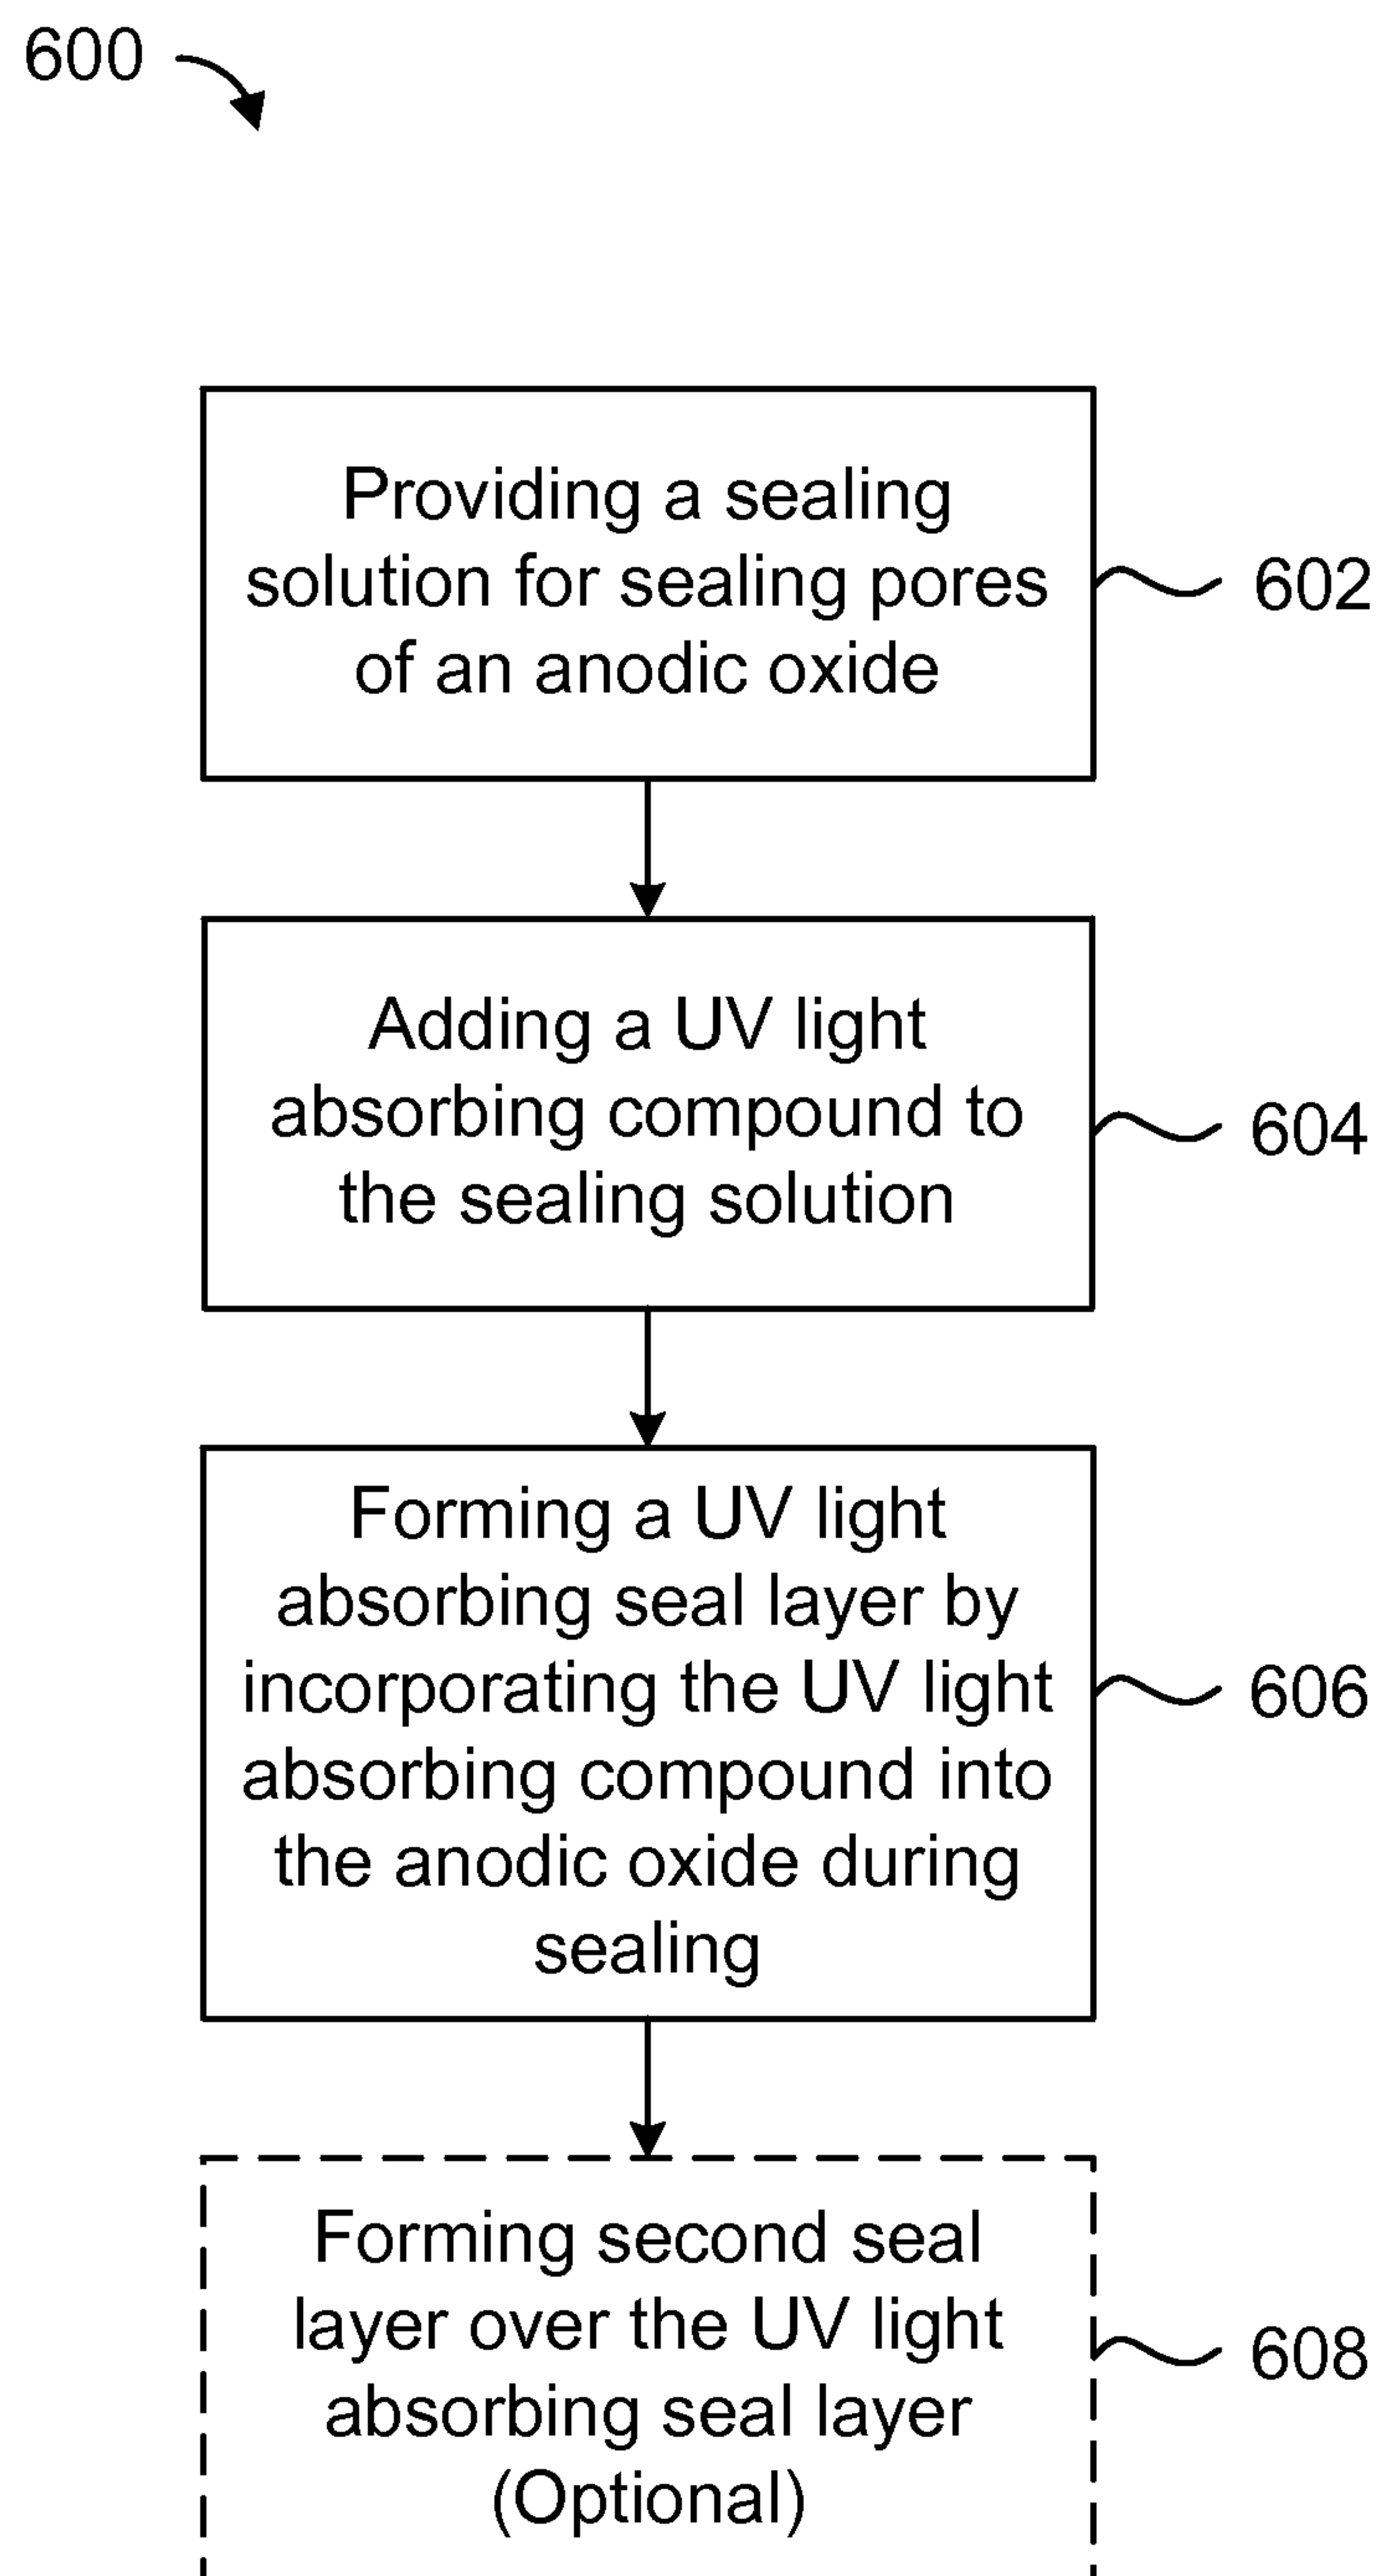 600
Providing a sealing
solution for sealing pores
of an anodic oxide
602
Adding a UV light
absorbing compound to
the sealing solution
604
Forming a UV light
absorbing seal layer by
incorporating the UV light
absorbing compound into
the anodic oxide during
sealing
606
Forming second seal
layer over the UV light
absorbing seal layer
(Optional)
608